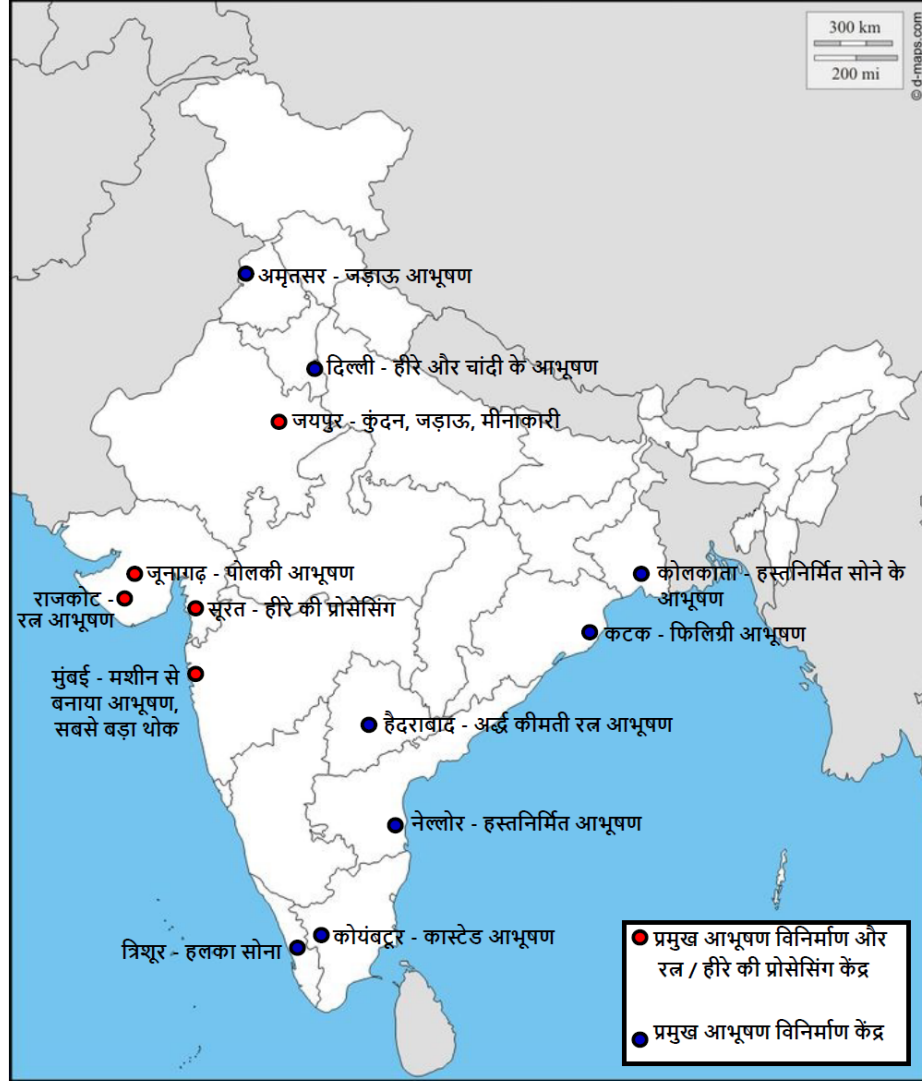 300 km
200 mi
© d-maps.com
अमृतसर - जड़ाऊ आभूषण
दिल्ली - हीरे और चांदी के आभूषण
जयपुर - कुंदन, जड़ाऊ, मीनाकारी
जूनागढ़ - पोलकी आभूषण
राजकोट -
रत्न आभूषण
सूरत - हीरे की प्रोसेसिंग
कोलकाता - हस्तनिर्मित सोने के
आभूषण
कटक - फिलिग्री आभूषण
मुंबई - मशीन से
बनाया आभूषण,
सबसे बड़ा थोक
हैदराबाद - अर्द्ध कीमती रत्न आभूषण
नेल्लोर - हस्तनिर्मित आभूषण
कोयंबटूर - कास्टेड आभूषण
त्रिशूर - हलका सोना
प्रमुख आभूषण विनिर्माण और
रत्न / हीरे की प्रोसेसिंग केंद्र
प्रमुख आभूषण विनिर्माण केंद्र